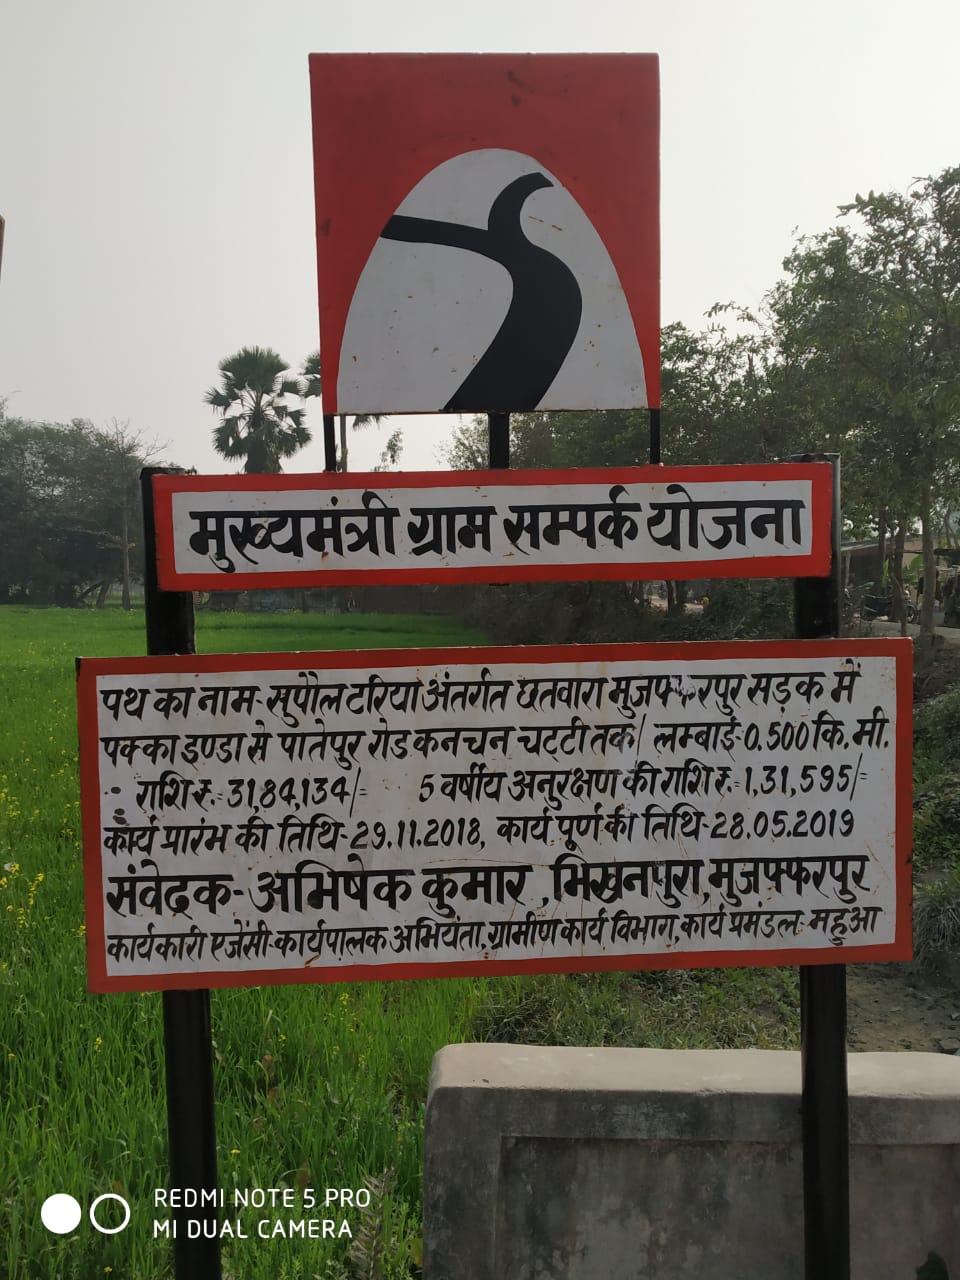 मुख्यमंत्री ग्राम सम्पर्क योजना
पथ का नाम- सुपौल टरिया अंतर्गत छतवारा मुजफ्फरपुर सड़क में
पक्का इण्डा से पातेपुर रोड कनचन चट्टी तक/ लम्बाई-0.500 कि.मी.
राशि रु.- 31,84,134/= 5 वर्षीय अनुरक्षण की राशि रु.-1,31,595/=
कार्य प्रारंभ की तिथि-29.11.2018, कार्य पूर्ण की तिथि-28.05.2019
संवेदक- अभिषेक कुमार, भिखनपुरा, मुजफ्फरपुर
कार्यकारी एजेंसी-कार्यपालक अभियंता, ग्रामीण कार्य विभाग, कार्य प्रमंडल-महुआ
REDMI NOTE 5 PRO
MI DUAL CAMERA